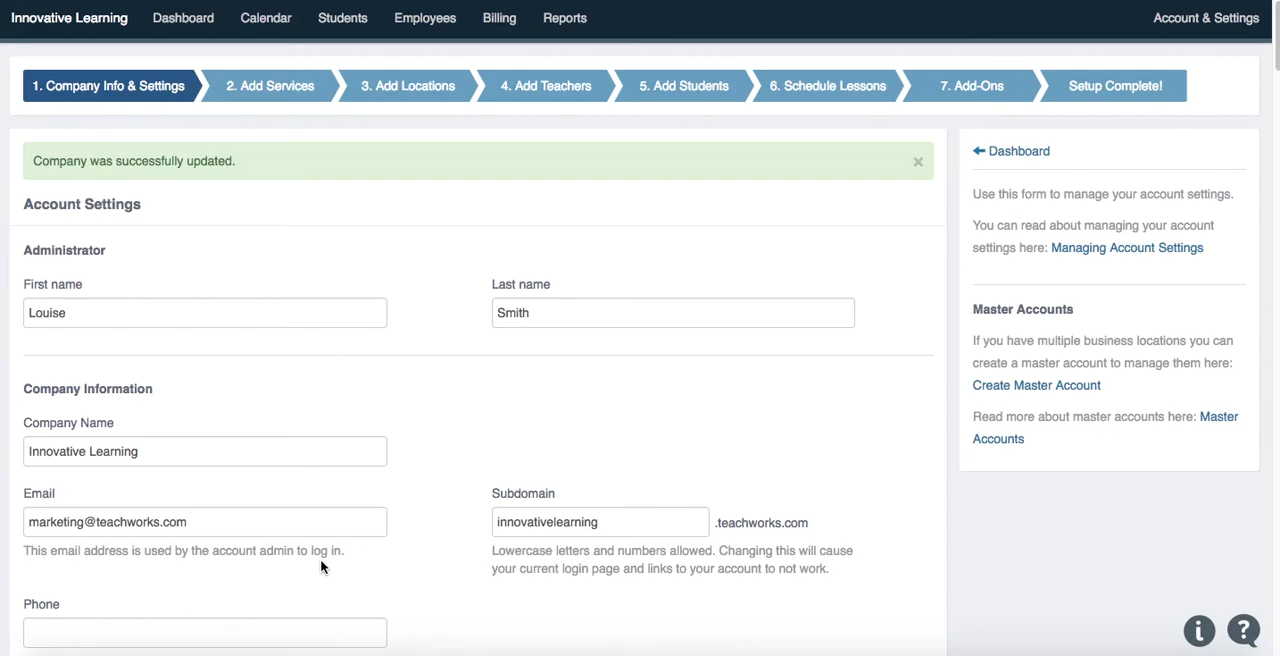 Innovative Learning Dashboard Calendar Students Employees Billing Reports Account & Settings
1. Company Info & Settings 2. Add Services 3. Add Locations 4. Add Teachers 5. Add Students 6. Schedule Lessons 7. Add-Ons Setup Complete!
Company was successfully updated. ×
Account Settings
Administrator
First name Last name
Louise Smith
Company Information
Company Name
Innovative Learning
Email Subdomain
marketing@teachworks.com innovativelearning .teachworks.com
This email address is used by the account admin to log in.
Lowercase letters and numbers allowed. Changing this will cause
your current login page and links to your account to not work.
Phone
Dashboard
Use this form to manage your account settings.
You can read about managing your account
settings here: Managing Account Settings
Master Accounts
If you have multiple business locations you can
create a master account to manage them here:
Create Master Account
Read more about master accounts here: Master
Accounts
i ?